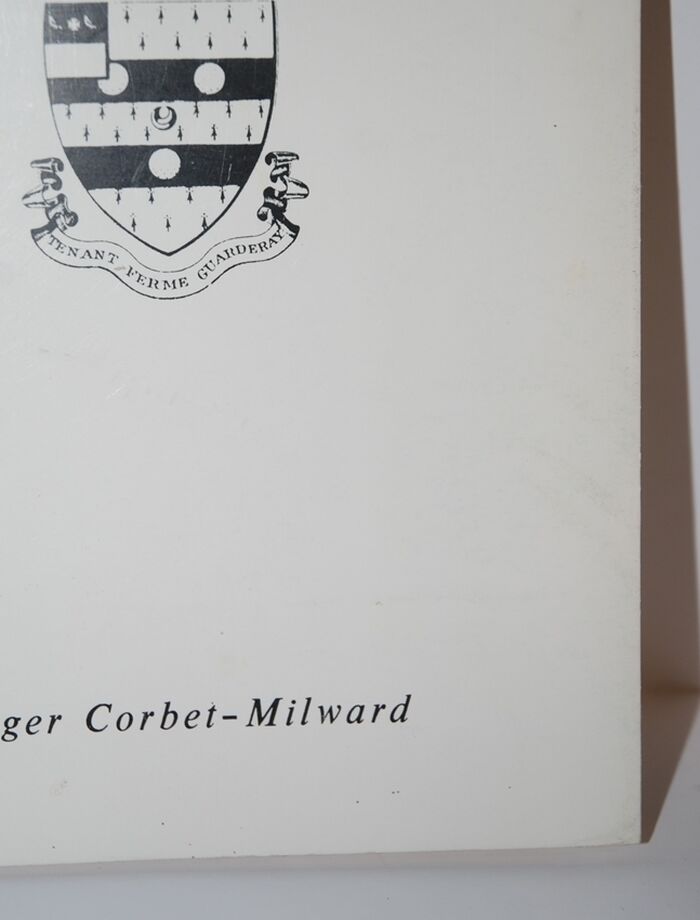 TENANT FERME GUARDERAY
ger Corbet-Milward